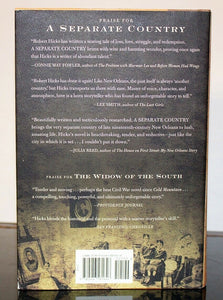 PRAISE FOR
A SEPARATE COUNTRY
"Robert Hicks has written a searing tale of love, loss, struggle, and redemption.
A SEPARATE COUNTRY brims with wise and haunting wonder, proving once again
that Hicks is a wonder of abundant talent."
—CONNIE MAY FOWLER, author of The Problem with Murmur Lee and Before Women Had Wings
"Robert Hicks has done it again! Like New Orleans, the past itself is another
but Hicks transports us there with ease. Master of voice, character, and
atmosphere, here is a born storyteller who has found an unforgettable story to tell."
—LEE SMITH, author of The Last Girls
"Meticulously researched and beautifully written, A SEPARATE COUNTRY
brings the very separate country of late nineteenth-century New Orleans to lush,
amazing life. Hicks's novel is heartbreaking, tender, and seductive—just like
the city in which it is set. I couldn't put it down."
—JULIA REED, author of The House on First Street: My New Orleans Story
PRAISE FOR THE WIDOW OF THE SOUTH
"Tender and moving—perhaps the best Civil War novel since Cold Mountain...
a compelling, touching, powerful, and ultimately unforgettable story."
—PROVIDENCE JOURNAL
"Hicks blends the historical and the personal with a master storyteller's skill."
—SAN FRANCISCO CHRONICLE